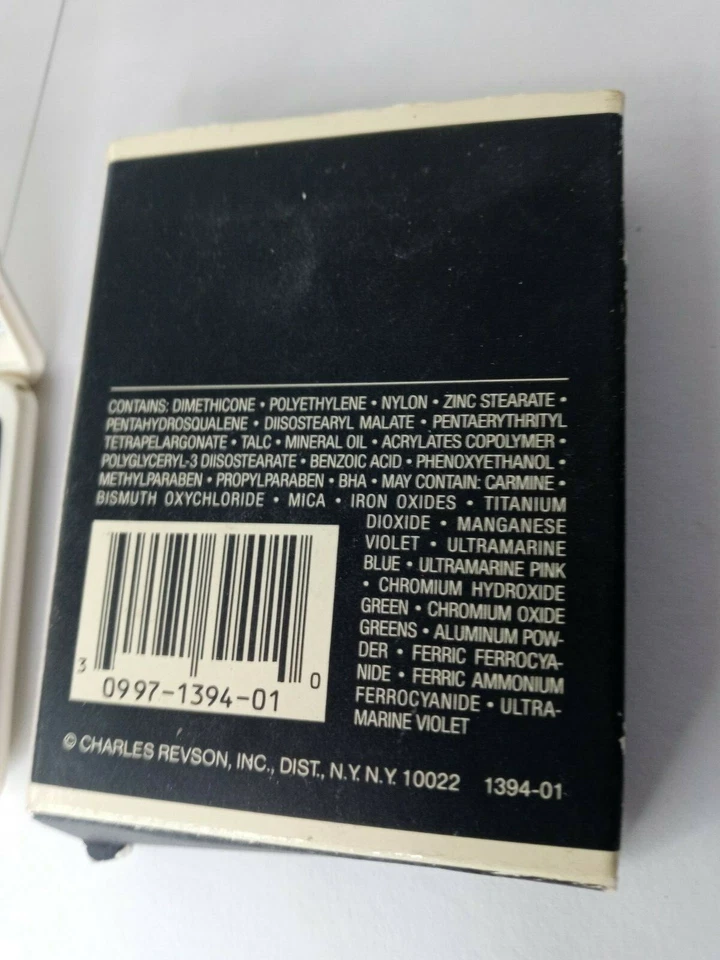 CONTAINS: DIMETHICONE • POLYETHYLENE • NYLON • ZINC STEARATE •
PENTAHYDROSQUALENE • DIISOSTEARYL MALATE • PENTAERYTHRITYL
TETRAPELARGONATE • TALC • MINERAL OIL • ACRYLATES COPOLYMER •
POLYGLYCERYL-3 DIISOSTEARATE • BENZOIC ACID • PHENOXYETHANOL •
METHYLPARABEN • PROPYLPARABEN • BHA • MAY CONTAIN: CARMINE •
BISMUTH OXYCHLORIDE • MICA • IRON OXIDES • TITANIUM
DIOXIDE • MANGANESE
VIOLET • ULTRAMARINE
BLUE • ULTRAMARINE PINK
• CHROMIUM HYDROXIDE
GREEN • CHROMIUM OXIDE
GREENS • ALUMINUM POW-
DER • FERRIC FERROCYA-
NIDE • FERRIC AMMONIUM
FERROCYANIDE • ULTRA-
MARINE VIOLET
3 0997-1394-01 0
© CHARLES REVSON, INC., DIST., N.Y. N.Y. 10022 1394-01